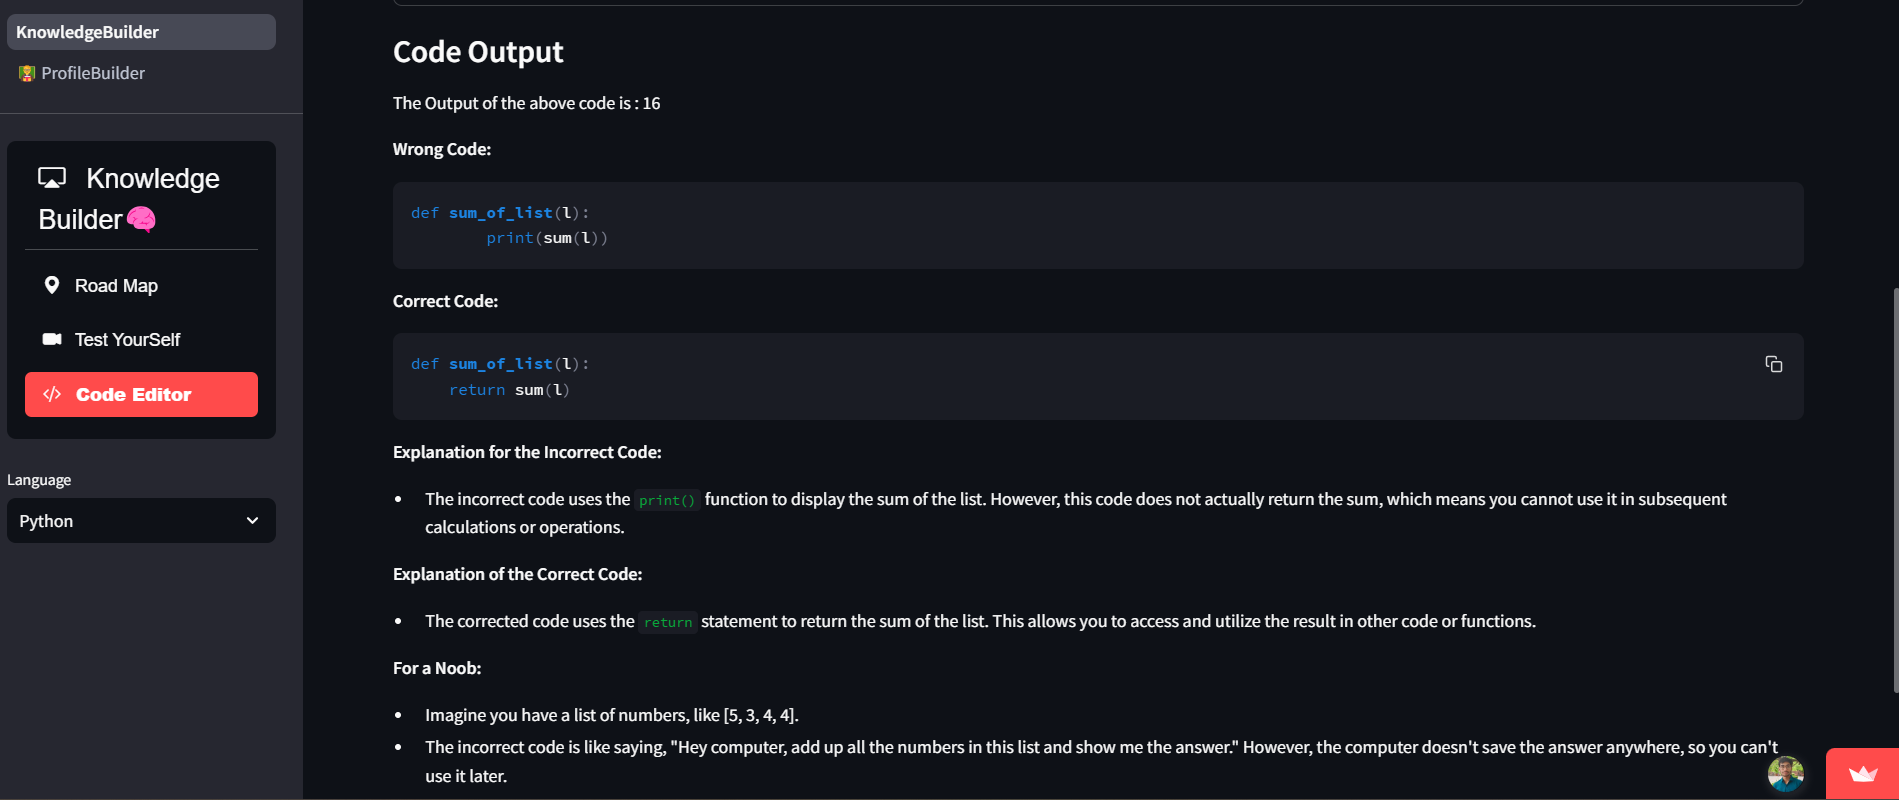 KnowledgeBuilder
ProfileBuilder
Knowledge
Builder
Road Map
Test YourSelf
</> Code Editor
Language
Python
Code Output
The Output of the above code is : 16
Wrong Code:
def sum_of_list(l):
        print(sum(l))
Correct Code:
def sum_of_list(l):
    return sum(l)
Explanation for the Incorrect Code:
• The incorrect code uses the print() function to display the sum of the list. However, this code does not actually return the sum, which means you cannot use it in subsequent
calculations or operations.
Explanation of the Correct Code:
• The corrected code uses the return statement to return the sum of the list. This allows you to access and utilize the result in other code or functions.
For a Noob:
• Imagine you have a list of numbers, like [5, 3, 4, 4].
• The incorrect code is like saying, "Hey computer, add up all the numbers in this list and show me the answer." However, the computer doesn't save the answer anywhere, so you can't
use it later.